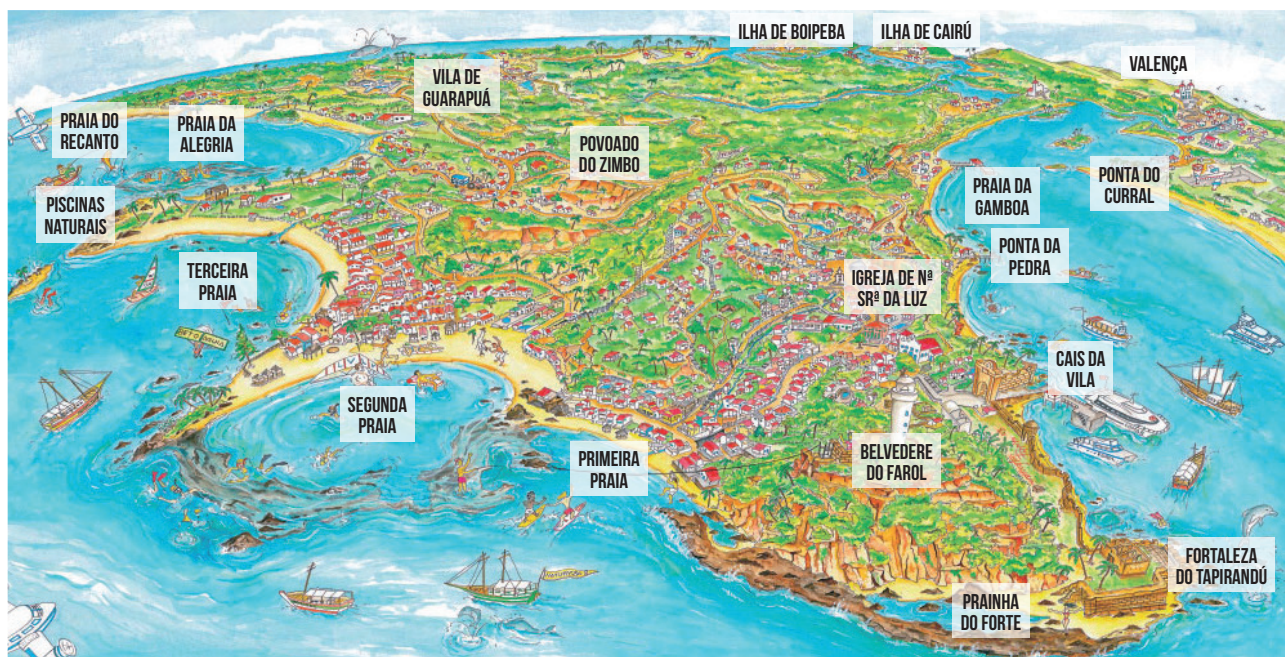 ILHA DE BOIPEBA
ILHA DE CAIRÚ
VALENÇA
VILA DE
GUARAPUÁ
PRAIA DO
RECANTO
PRAIA DA
ALEGRIA
POVOADO
DO ZIMBO
PISCINAS
NATURAIS
PRAIA DA
GAMBOA
PONTA DO
CURRAL
TERCEIRA
PRAIA
PONTA DA
PEDRA
IGREJA DE Nª
SRª DA LUZ
CAIS DA
VILA
SEGUNDA
PRAIA
PRIMEIRA
PRAIA
BELVEDERE
DO FAROL
FORTALEZA
DO TAPIRANDÚ
PRAINHA
DO FORTE